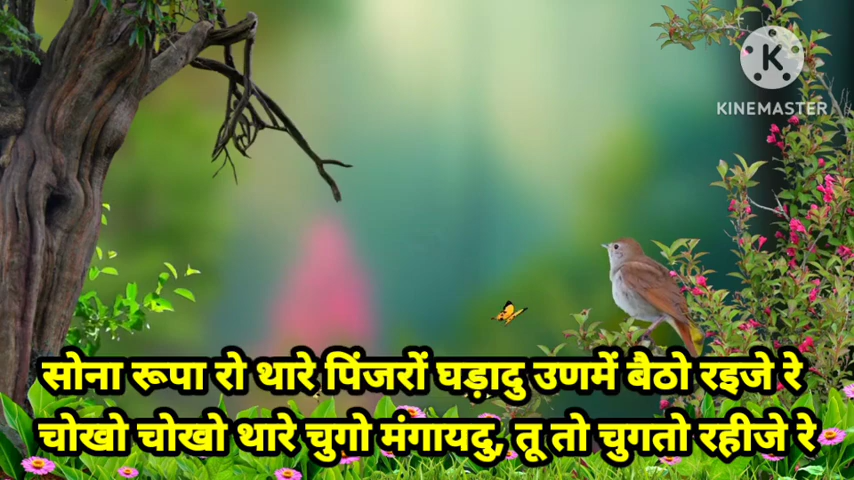 KINEMASTER
सोना रूपा रो थारे पिंजरों घड़ादु उणमें बैठो रइजे रे
चोखो चोखो थारे चुगो मंगायदु, तू तो चुगतो रहीजे रे